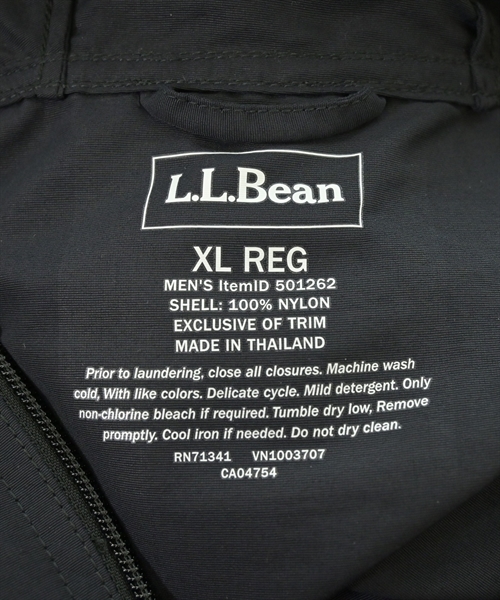 L.L.Bean
XL REG
MEN'S ItemID 501262
SHELL: 100% NYLON
EXCLUSIVE OF TRIM
MADE IN THAILAND
Prior to laundering, close all closures. Machine wash
cold, With like colors. Delicate cycle. Mild detergent. Only
non-chlorine bleach if required. Tumble dry low, Remove
promptly. Cool iron if needed. Do not dry clean.
RN71341 VN1003707
CA04754